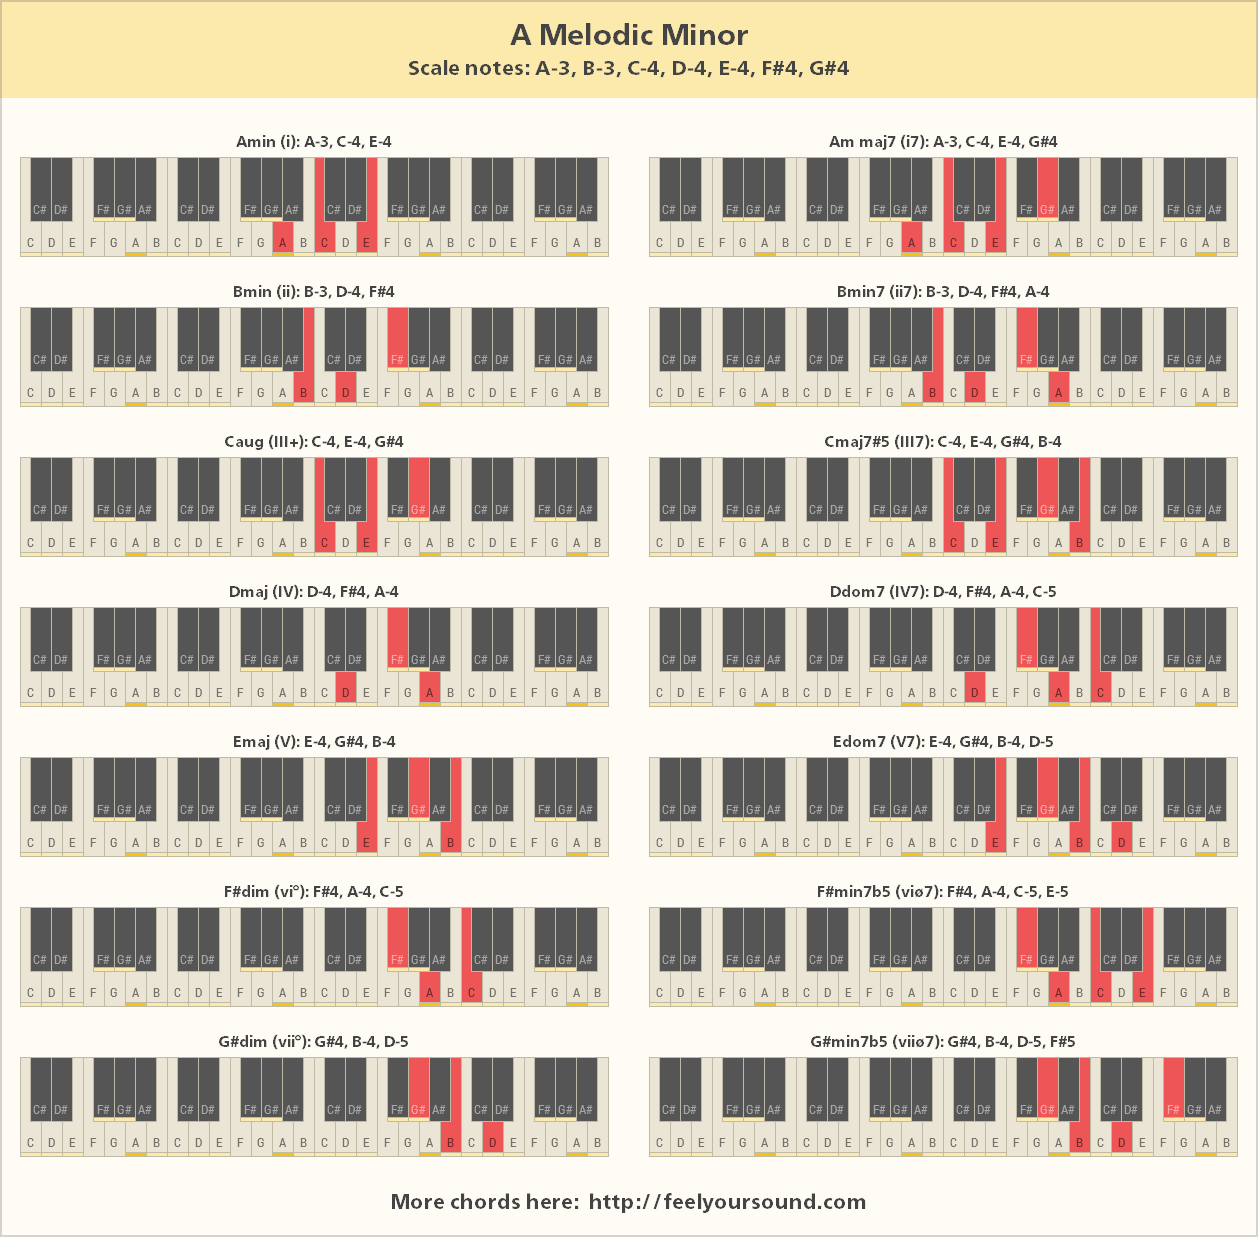 A Melodic Minor
Scale notes: A-3, B-3, C-4, D-4, E-4, F#4, G#4
Amin (i): A-3, C-4, E-4
C# D# F# G# A# C# D# F# G# A# C# D# F# G# A# C# D# F# G# A#
C D E F G A B C D E F G A B C D E F G A B C D E F G A B
Am maj7 (i7): A-3, C-4, E-4, G#4
C# D# F# G# A# C# D# F# G# A# C# D# F# G# A# C# D# F# G# A#
C D E F G A B C D E F G A B C D E F G A B C D E F G A B
Bmin (ii): B-3, D-4, F#4
C# D# F# G# A# C# D# F# G# A# C# D# F# G# A# C# D# F# G# A#
C D E F G A B C D E F G A B C D E F G A B C D E F G A B
Bmin7 (ii7): B-3, D-4, F#4, A-4
C# D# F# G# A# C# D# F# G# A# C# D# F# G# A# C# D# F# G# A#
C D E F G A B C D E F G A B C D E F G A B C D E F G A B
Caug (III+): C-4, E-4, G#4
C# D# F# G# A# C# D# F# G# A# C# D# F# G# A# C# D# F# G# A#
C D E F G A B C D E F G A B C D E F G A B C D E F G A B
Cmaj7#5 (III7): C-4, E-4, G#4, B-4
C# D# F# G# A# C# D# F# G# A# C# D# F# G# A# C# D# F# G# A#
C D E F G A B C D E F G A B C D E F G A B C D E F G A B
Dmaj (IV): D-4, F#4, A-4
C# D# F# G# A# C# D# F# G# A# C# D# F# G# A# C# D# F# G# A#
C D E F G A B C D E F G A B C D E F G A B C D E F G A B
Ddom7 (IV7): D-4, F#4, A-4, C-5
C# D# F# G# A# C# D# F# G# A# C# D# F# G# A# C# D# F# G# A#
C D E F G A B C D E F G A B C D E F G A B C D E F G A B
Emaj (V): E-4, G#4, B-4
C# D# F# G# A# C# D# F# G# A# C# D# F# G# A# C# D# F# G# A#
C D E F G A B C D E F G A B C D E F G A B C D E F G A B
Edom7 (V7): E-4, G#4, B-4, D-5
C# D# F# G# A# C# D# F# G# A# C# D# F# G# A# C# D# F# G# A#
C D E F G A B C D E F G A B C D E F G A B C D E F G A B
F#dim (vi°): F#4, A-4, C-5
C# D# F# G# A# C# D# F# G# A# C# D# F# G# A# C# D# F# G# A#
C D E F G A B C D E F G A B C D E F G A B C D E F G A B
F#min7b5 (viø7): F#4, A-4, C-5, E-5
C# D# F# G# A# C# D# F# G# A# C# D# F# G# A# C# D# F# G# A#
C D E F G A B C D E F G A B C D E F G A B C D E F G A B
G#dim (vii°): G#4, B-4, D-5
C# D# F# G# A# C# D# F# G# A# C# D# F# G# A# C# D# F# G# A#
C D E F G A B C D E F G A B C D E F G A B C D E F G A B
G#min7b5 (viiø7): G#4, B-4, D-5, F#5
C# D# F# G# A# C# D# F# G# A# C# D# F# G# A# C# D# F# G# A#
C D E F G A B C D E F G A B C D E F G A B C D E F G A B
More chords here: http://feelyoursound.com